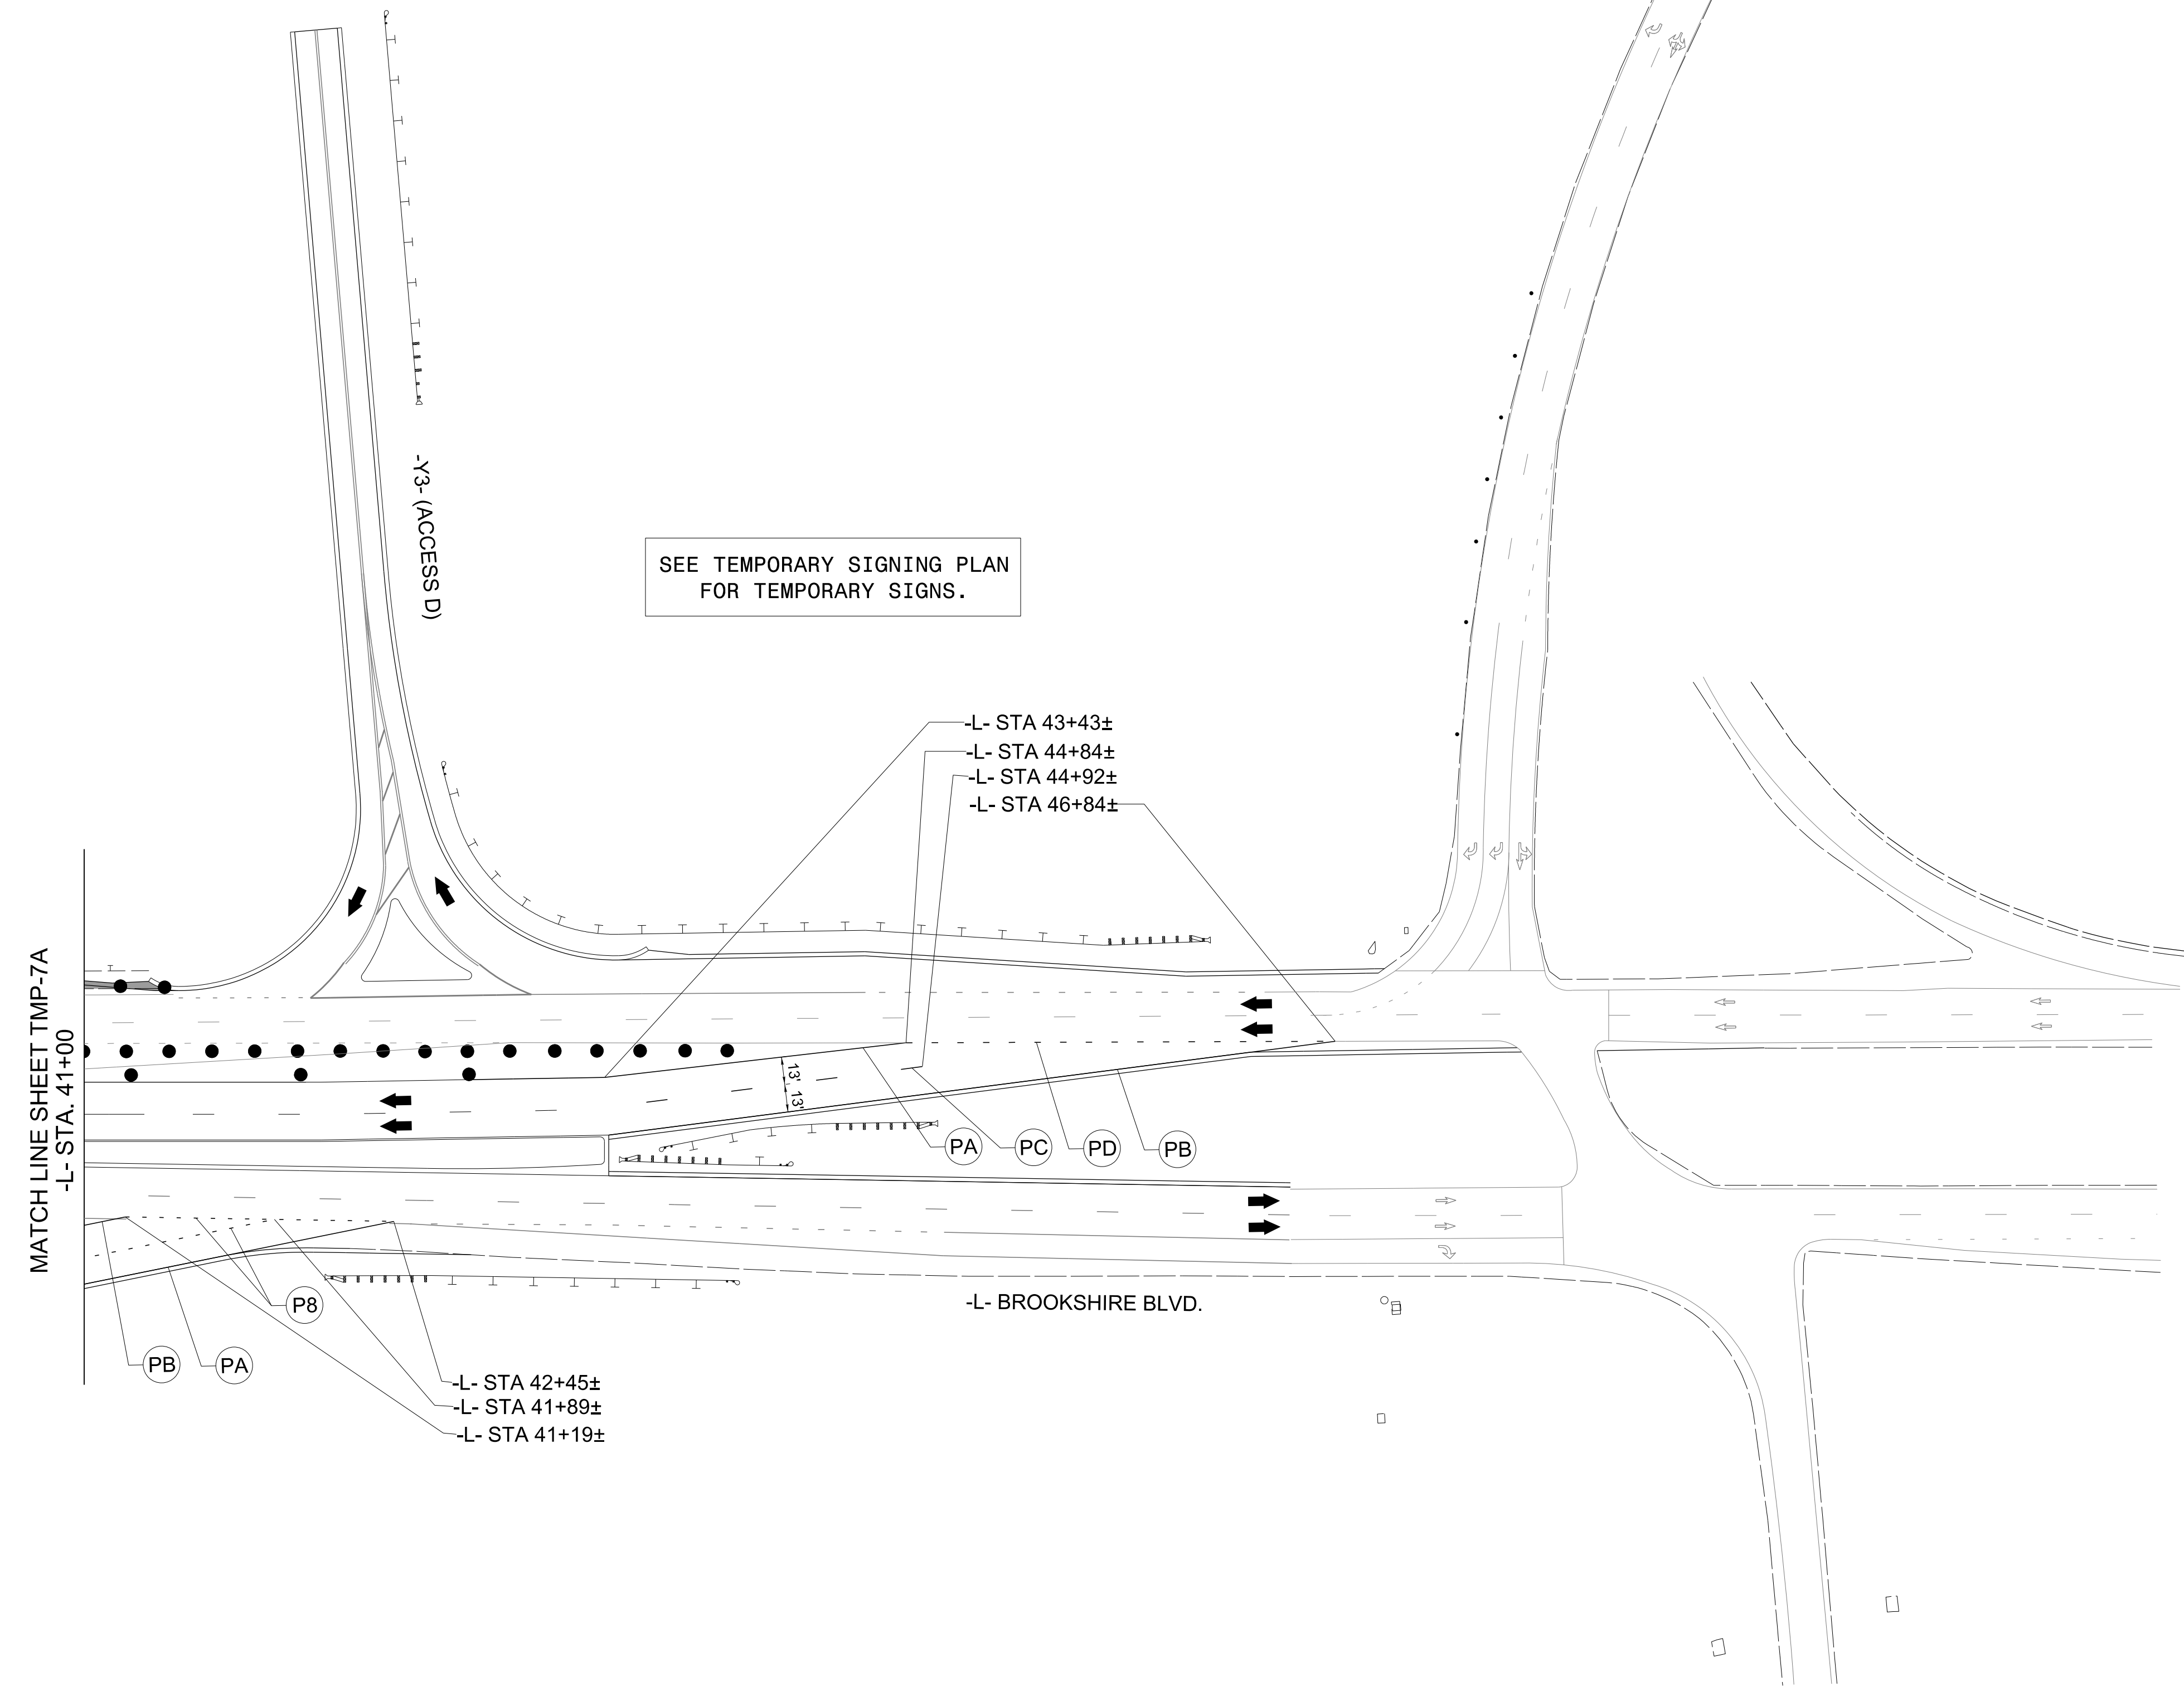 -Y3- (ACCESS D)
SEE TEMPORARY SIGNING PLAN
FOR TEMPORARY SIGNS.
-L- STA 43+43±
-L- STA 44+84±
-L- STA 44+92±
-L- STA 46+84±
MATCH LINE SHEET TMP-7A
-L- STA. 41+00
13' 13'
PA
PC
PD
PB
P8
PB
PA
-L- BROOKSHIRE BLVD.
-L- STA 42+45±
-L- STA 41+89±
-L- STA 41+19±